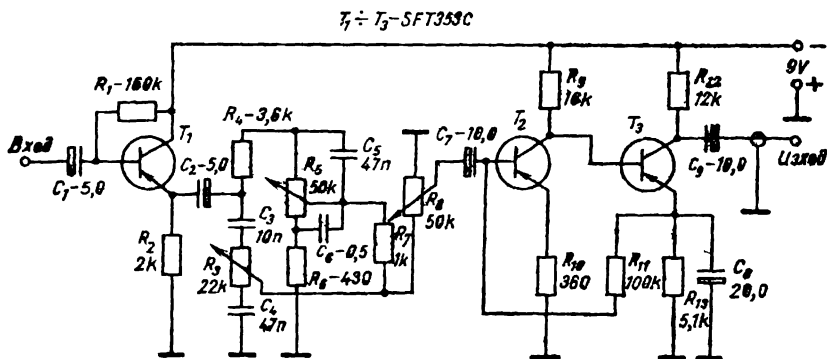 T₁ ÷ T₃-SFT353C
R₁-160k
R₄-3,6k
Вход
C₁-5,0
T₁
C₂-5,0
R₂
2k
C₃
10n
R₃
22k
C₄
47n
R₅
50k
C₅
47n
C₆-0,5
R₆-430
R₇
1k
R₈
50k
C₇-10,0
T₂
R₉
16k
R₁₀
360
R₁₁
100k
T₃
R₁₂
12k
C₉-10,0
R₁₃
5,1k
C₈
20,0
-
9V
+
Изход